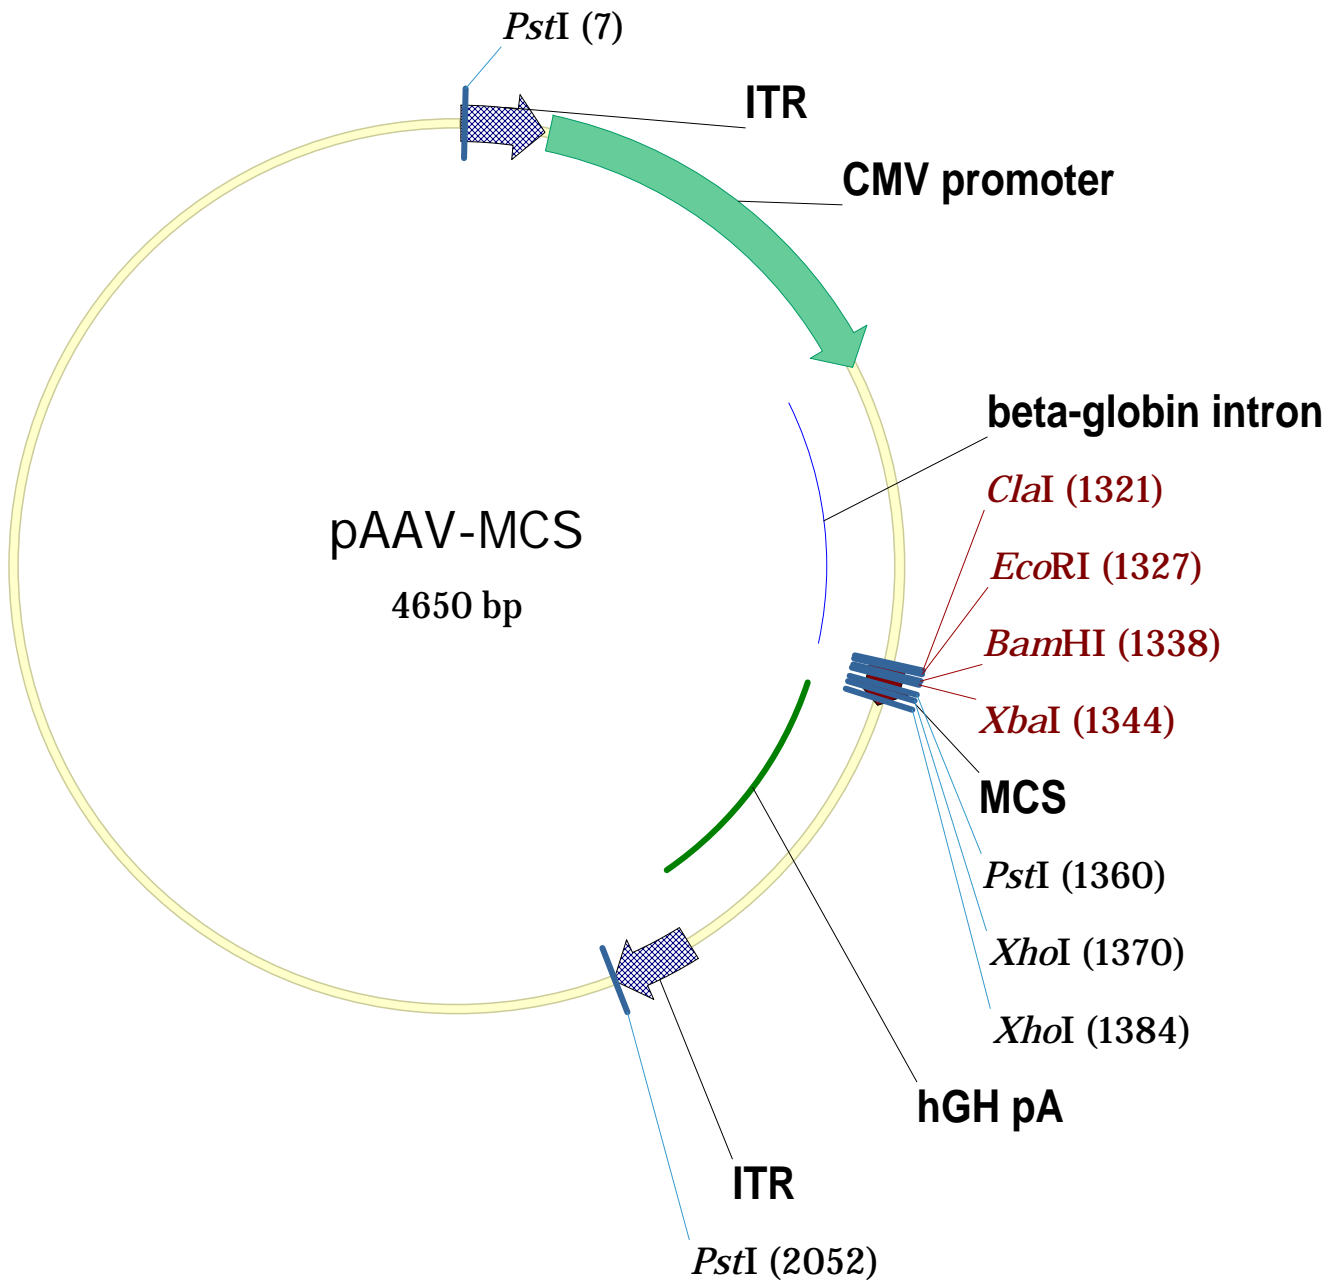 PstI (7)
ITR
CMV promoter
beta-globin intron
ClaI (1321)
EcoRI (1327)
pAAV-MCS
4650 bp
BamHI (1338)
XbaI (1344)
MCS
PstI (1360)
XhoI (1370)
XhoI (1384)
hGH pA
ITR
PstI (2052)